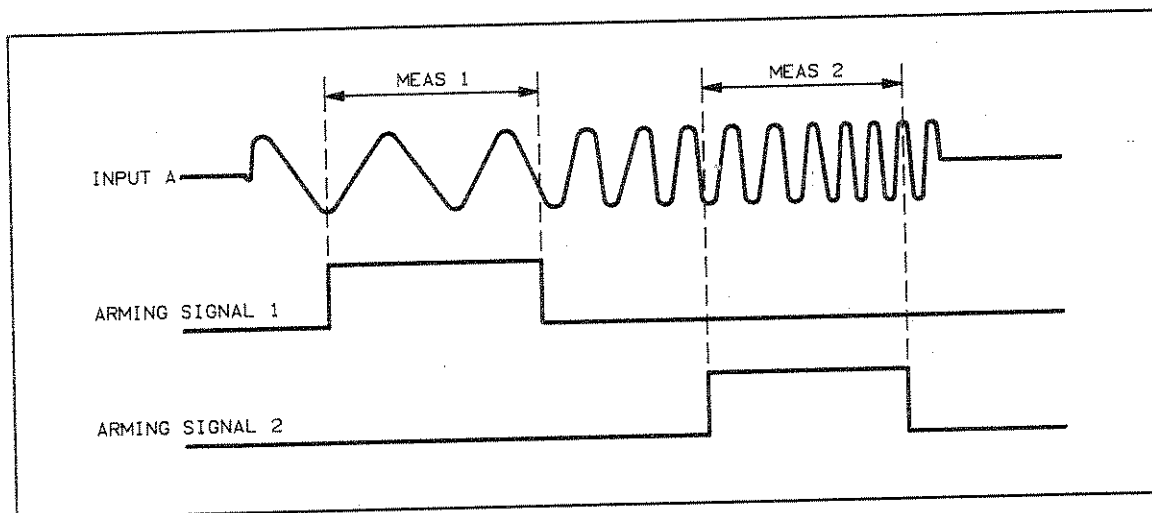 MEAS 1
MEAS 2
INPUT A
ARMING SIGNAL 1
ARMING SIGNAL 2